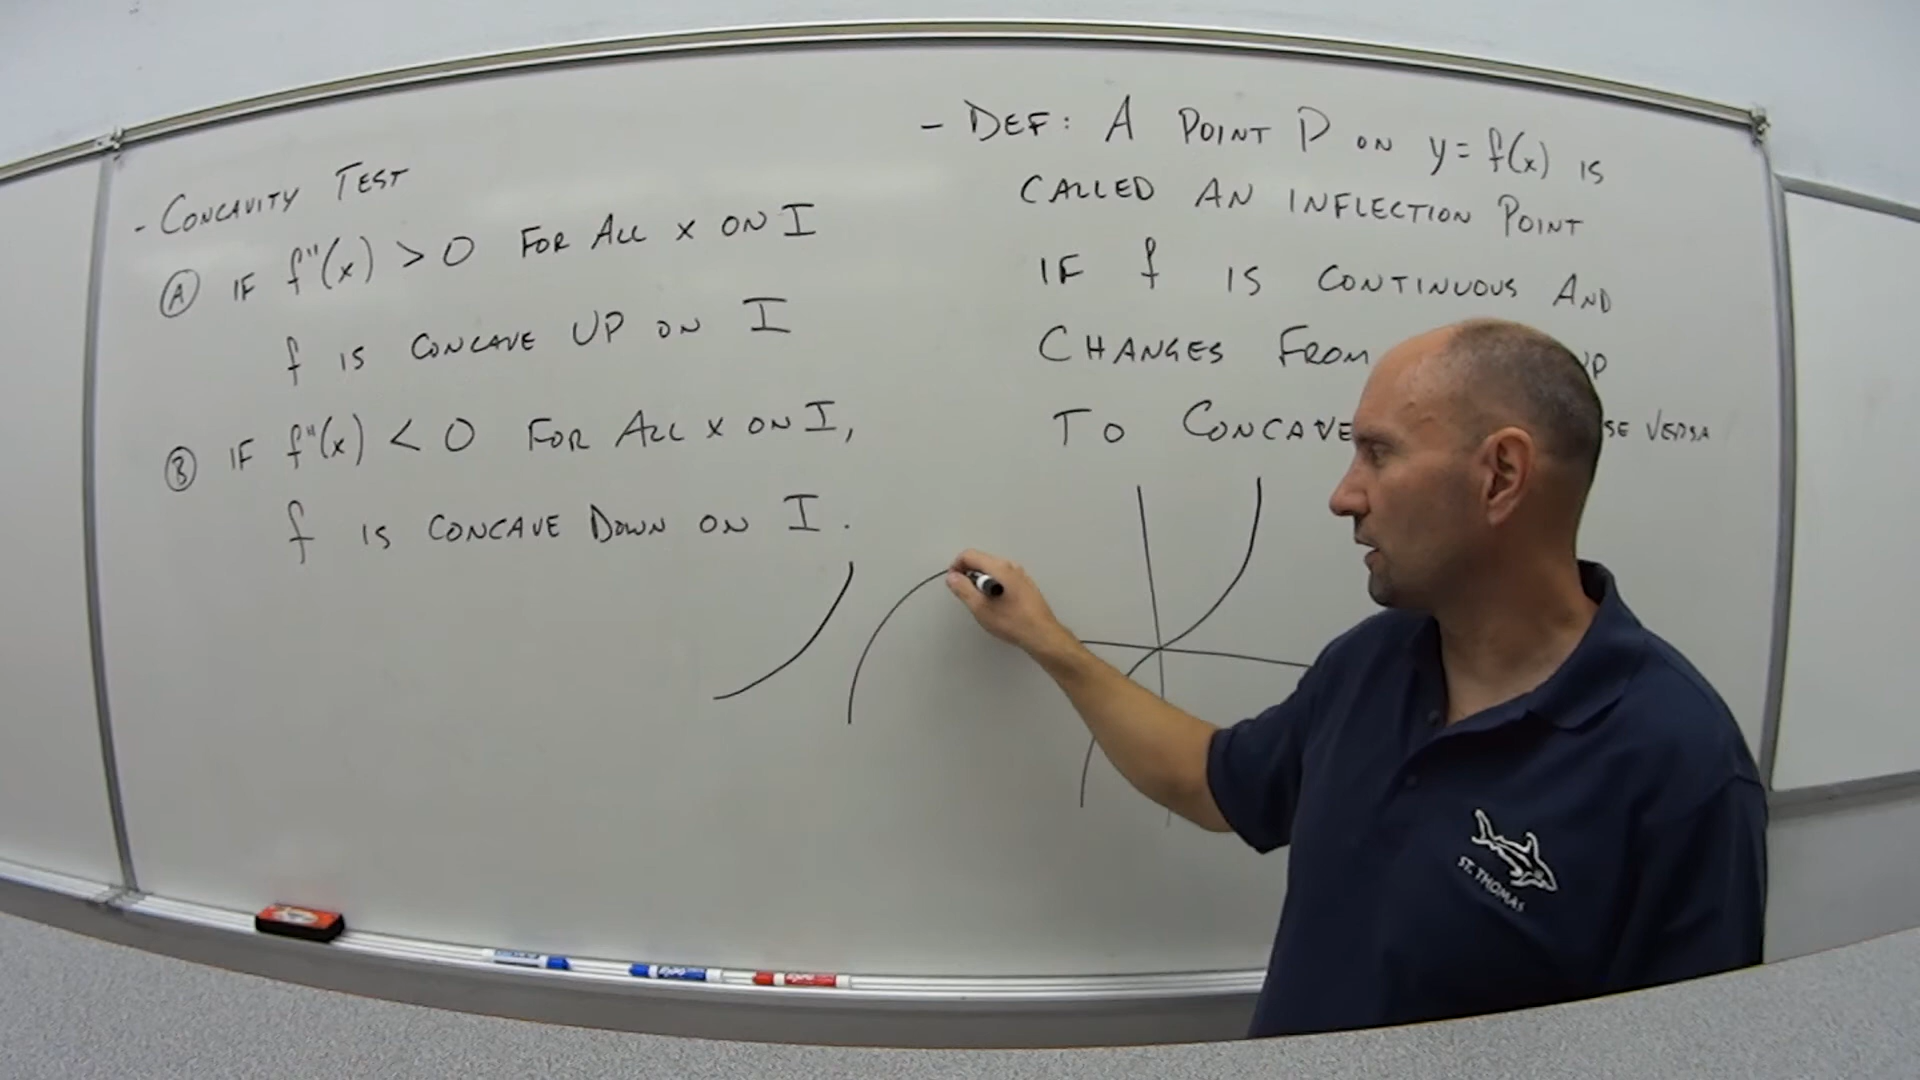 - CONCAVITY TEST
Ⓐ IF f"(x) > 0 FOR ALL x ON I
f IS CONCAVE UP ON I
Ⓑ IF f"(x) < 0 FOR ALL x ON I,
f IS CONCAVE DOWN ON I.
- DEF: A POINT P ON y = f(x) IS
CALLED AN INFLECTION POINT
IF f IS CONTINUOUS AND
CHANGES FROM UP
TO CONCAVE SE VERSA
ST. THOMAS